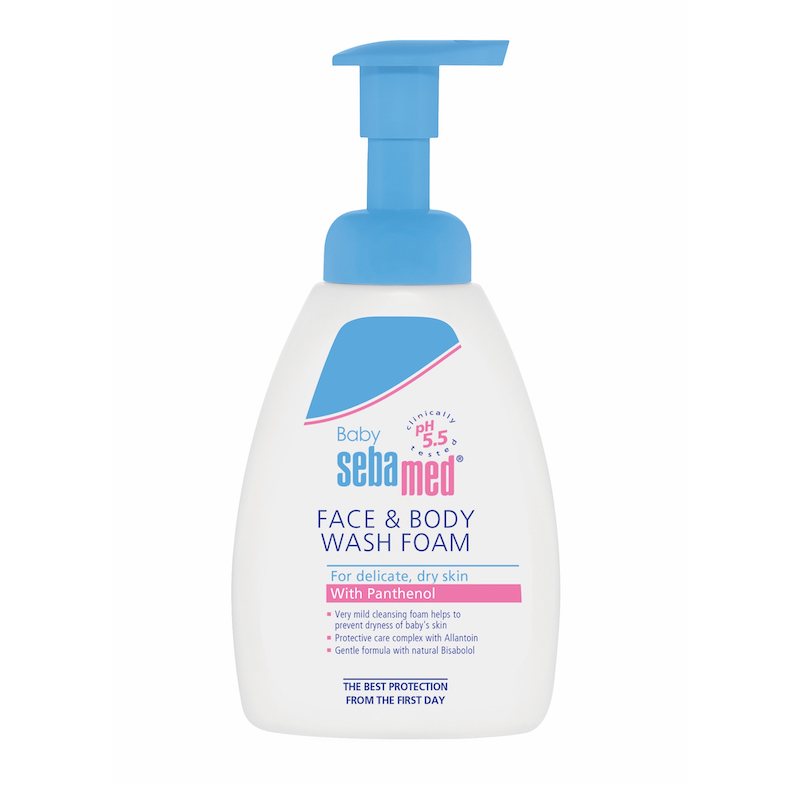 Baby
clinically
pH
5.5
tested
sebamed®
FACE & BODY
WASH FOAM
For delicate, dry skin
With Panthenol
▪ Very mild cleansing foam helps to
prevent dryness of baby's skin
▪ Protective care complex with Allantoin
▪ Gentle formula with natural Bisabolol
THE BEST PROTECTION
FROM THE FIRST DAY